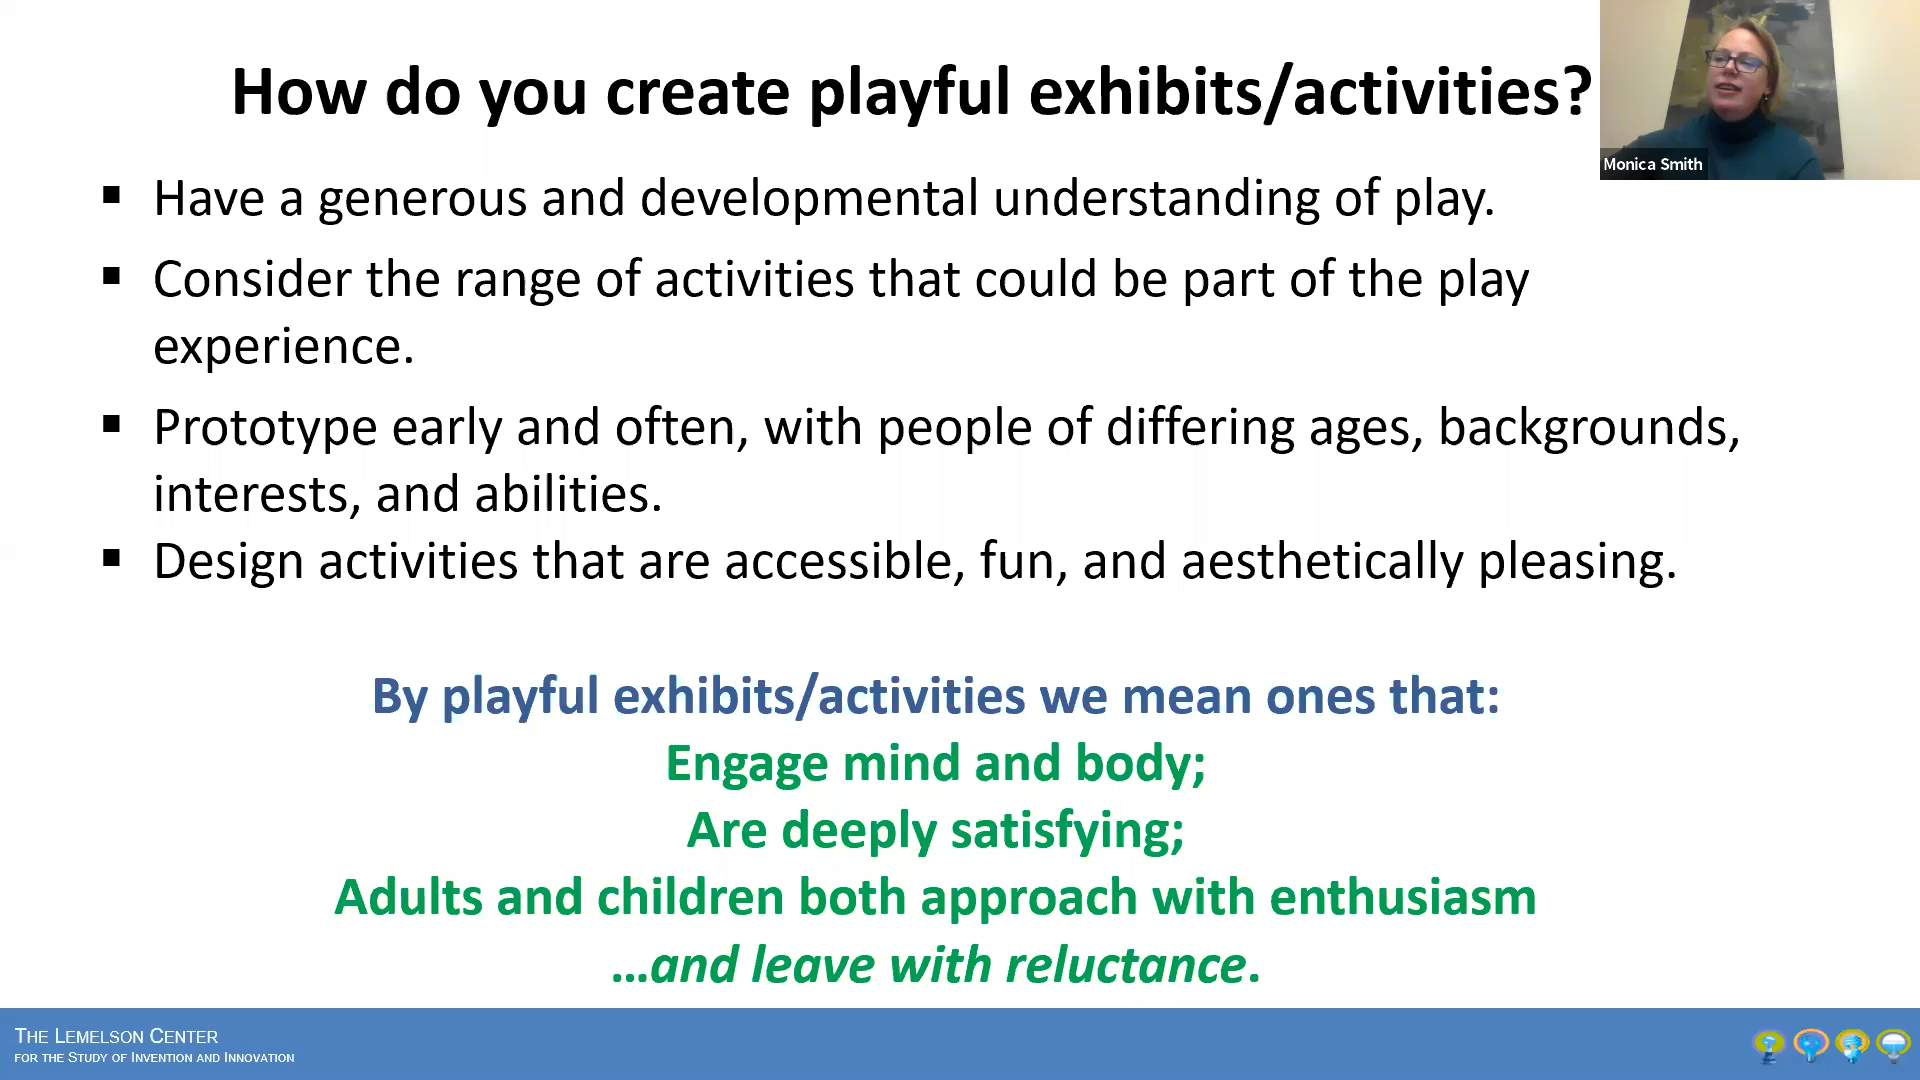 How do you create playful exhibits/activities?
Monica Smith
▪ Have a generous and developmental understanding of play.
▪ Consider the range of activities that could be part of the play
experience.
▪ Prototype early and often, with people of differing ages, backgrounds,
interests, and abilities.
▪ Design activities that are accessible, fun, and aesthetically pleasing.
By playful exhibits/activities we mean ones that:
Engage mind and body;
Are deeply satisfying;
Adults and children both approach with enthusiasm
...and leave with reluctance.
THE LEMELSON CENTER
FOR THE STUDY OF INVENTION AND INNOVATION